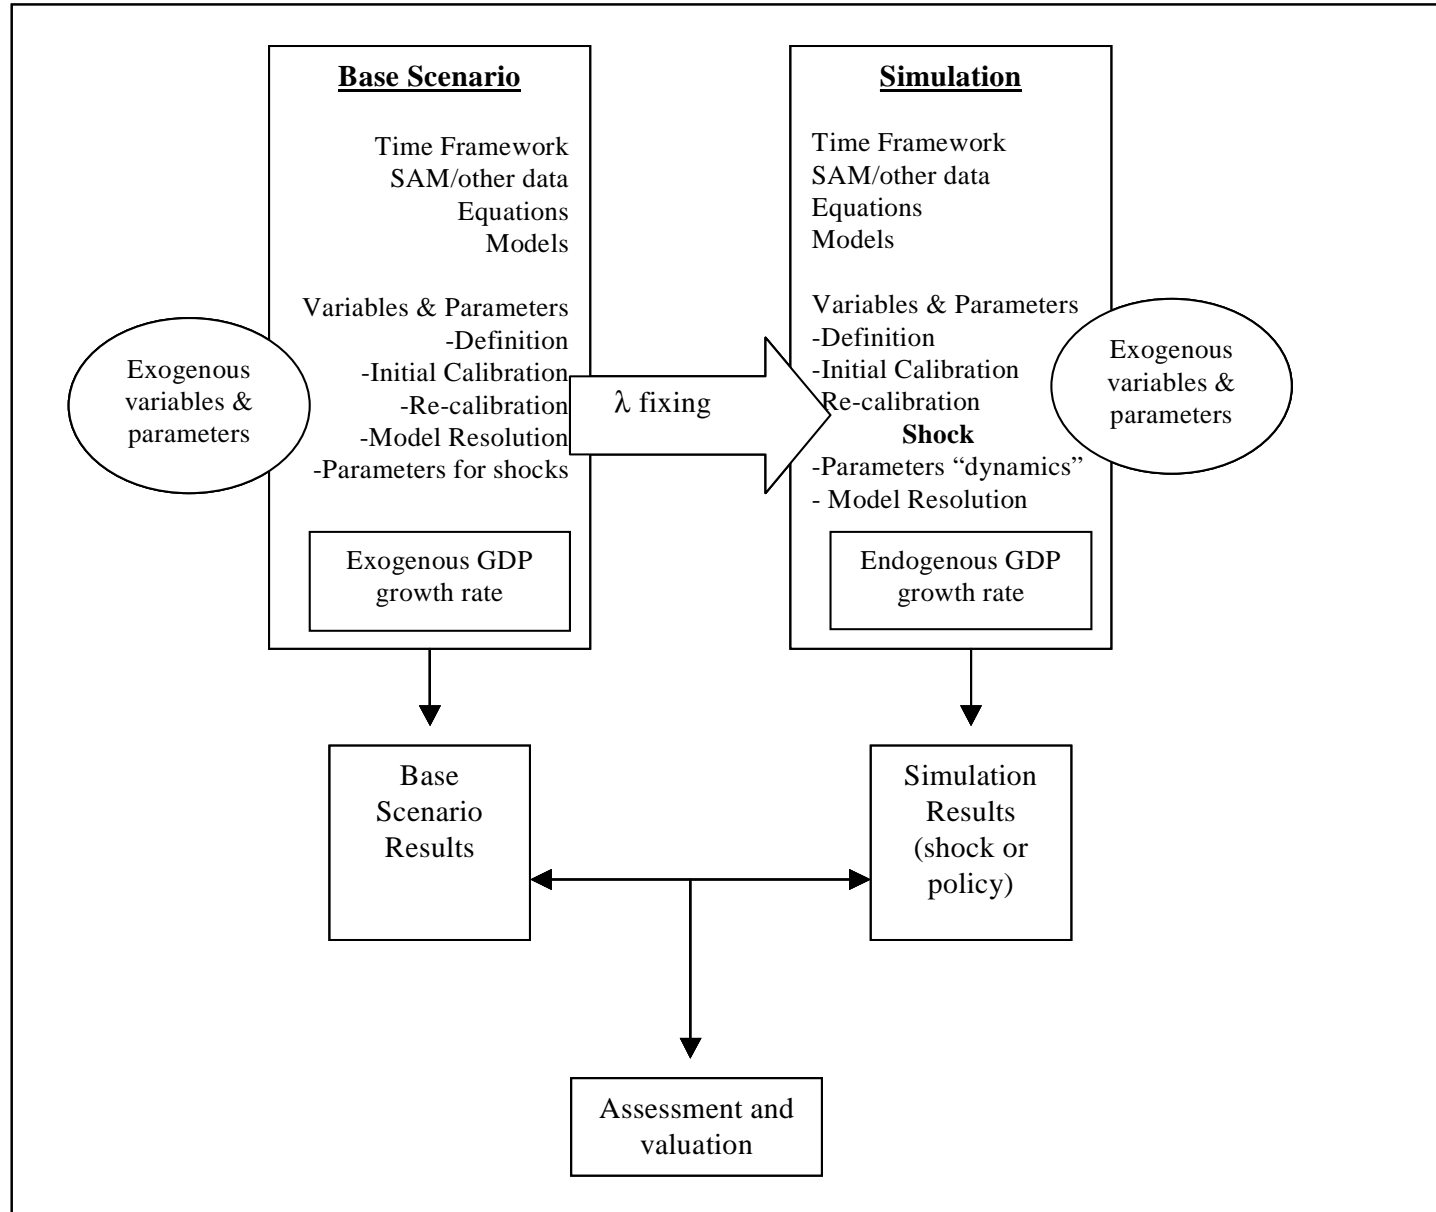 Base Scenario
Time Framework
SAM/other data
Equations
Models
Variables & Parameters
-Definition
-Initial Calibration
-Re-calibration
-Model Resolution
-Parameters for shocks
Exogenous GDP
growth rate
Exogenous
variables &
parameters
λ fixing
Simulation
Time Framework
SAM/other data
Equations
Models
Variables & Parameters
-Definition
-Initial Calibration
-Re-calibration
Shock
-Parameters “dynamics”
- Model Resolution
Endogenous GDP
growth rate
Exogenous
variables &
parameters
Base
Scenario
Results
Simulation
Results
(shock or
policy)
Assessment and
valuation